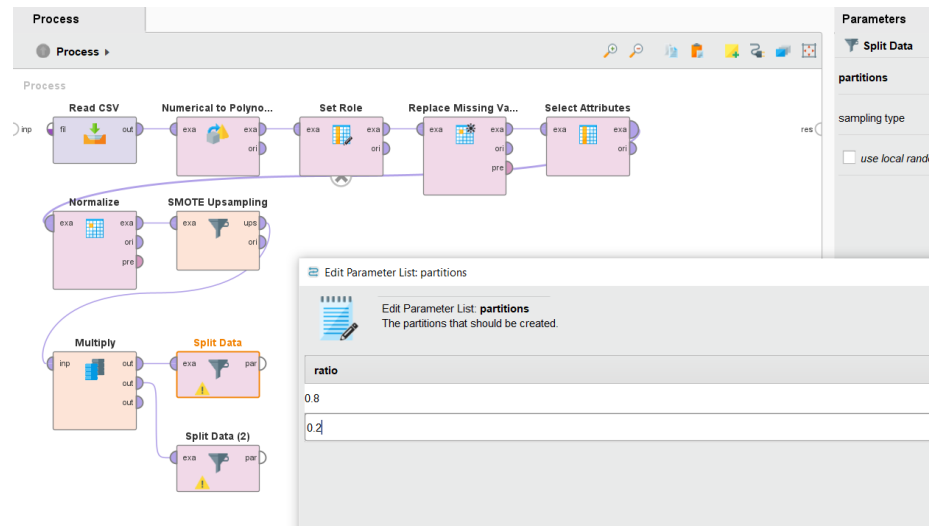 Process
Parameters
Process
Split Data
Process
partitions
Read CSV
Numerical to Polyno...
Set Role
Replace Missing Va...
Select Attributes
sampling type
inp
fil
out
exa
exa
ori
exa
exa
ori
exa
exa
ori
pre
exa
exa
ori
res
use local rando
Normalize
SMOTE Upsampling
exa
exa
ori
pre
exa
ups
ori
Edit Parameter List: partitions
Edit Parameter List: partitions
The partitions that should be created.
Multiply
Split Data
inp
out
out
out
exa
par
ratio
0.8
0.2
Split Data (2)
exa
par